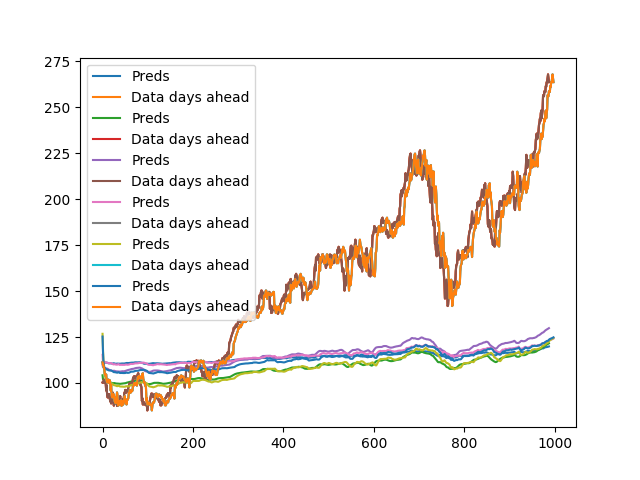 275
250
225
200
175
150
125
100
Preds
Data days ahead
Preds
Data days ahead
Preds
Data days ahead
Preds
Data days ahead
Preds
Data days ahead
Preds
Data days ahead
0
200
400
600
800
1000